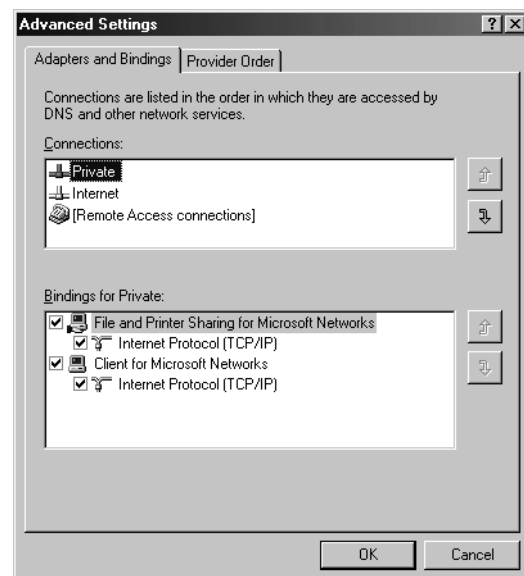 Advanced Settings
Adapters and Bindings
Provider Order
Connections are listed in the order in which they are accessed by
DNS and other network services.
Connections:
Private
Internet
[Remote Access connections]
Bindings for Private:
File and Printer Sharing for Microsoft Networks
Internet Protocol (TCP/IP)
Client for Microsoft Networks
Internet Protocol (TCP/IP)
OK
Cancel